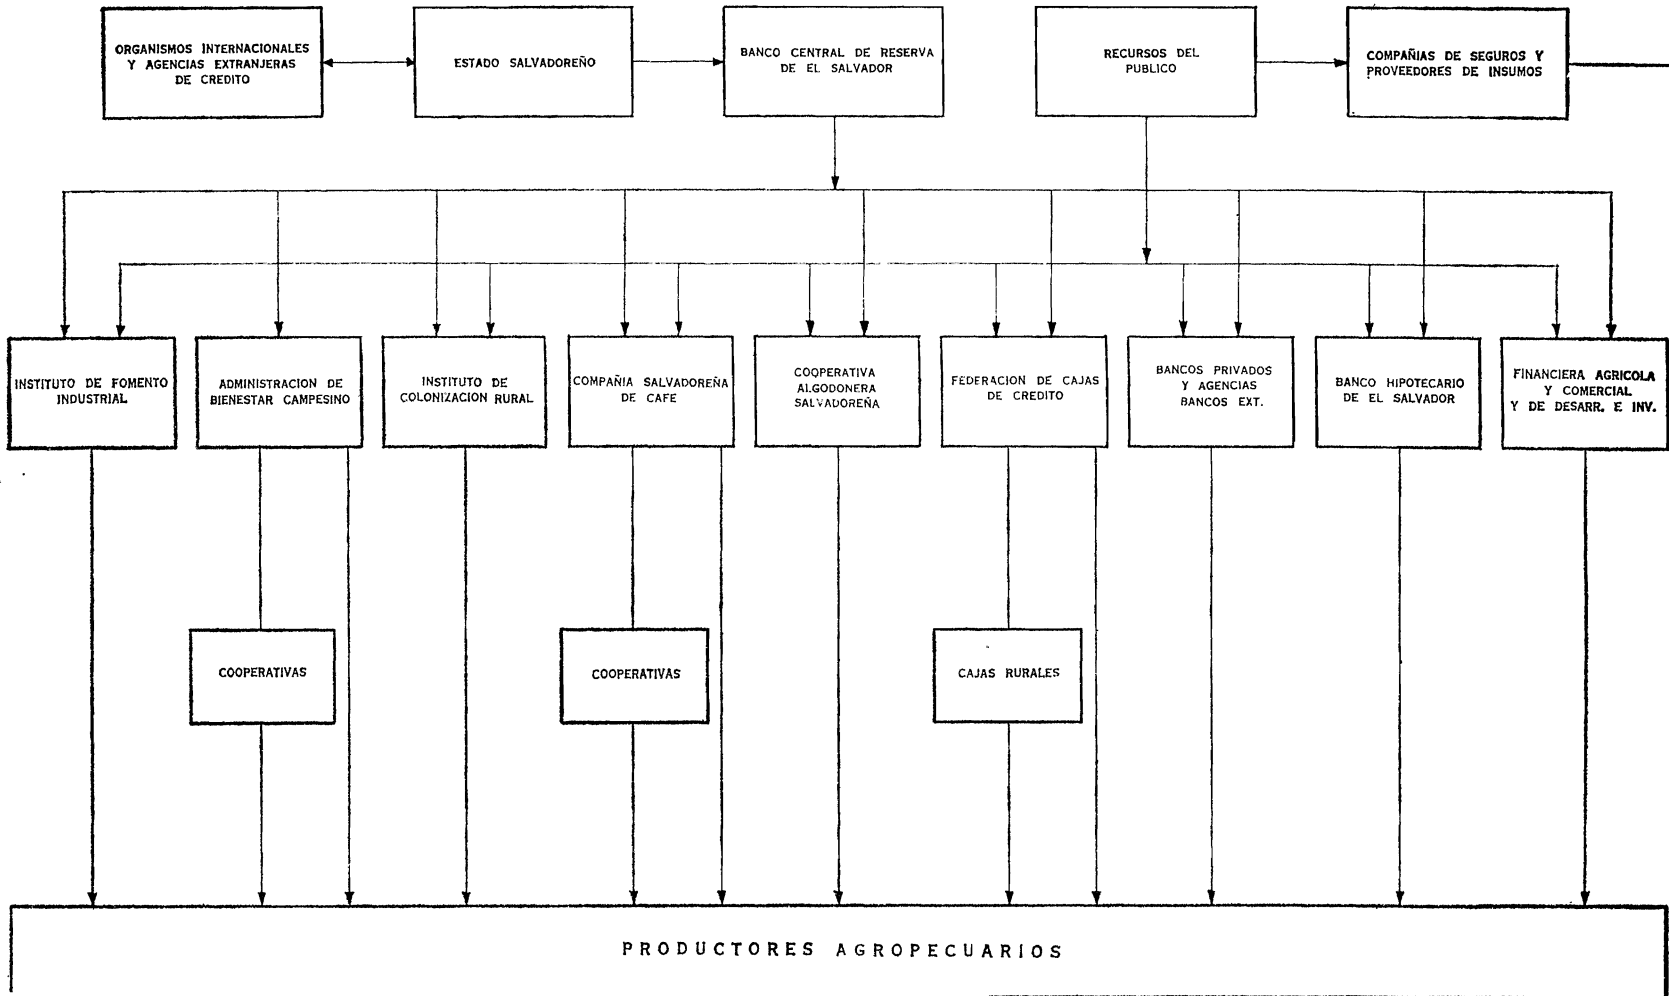 ORGANISMOS INTERNACIONALES
Y AGENCIAS EXTRANJERAS
DE CREDITO
ESTADO SALVADOREÑO
BANCO CENTRAL DE RESERVA
DE EL SALVADOR
RECURSOS DEL
PUBLICO
COMPAÑIAS DE SEGUROS Y
PROVEEDORES DE INSUMOS
INSTITUTO DE FOMENTO
INDUSTRIAL
ADMINISTRACION DE
BIENESTAR CAMPESINO
INSTITUTO DE
COLONIZACION RURAL
COMPAÑIA SALVADOREÑA
DE CAFE
COOPERATIVA
ALGODONERA
SALVADOREÑA
FEDERACION DE CAJAS
DE CREDITO
BANCOS PRIVADOS
Y AGENCIAS
BANCOS EXT.
BANCO HIPOTECARIO
DE EL SALVADOR
FINANCIERA AGRICOLA
Y COMERCIAL
Y DE DESARR. E INV.
COOPERATIVAS
COOPERATIVAS
CAJAS RURALES
PRODUCTORES AGROPECUARIOS